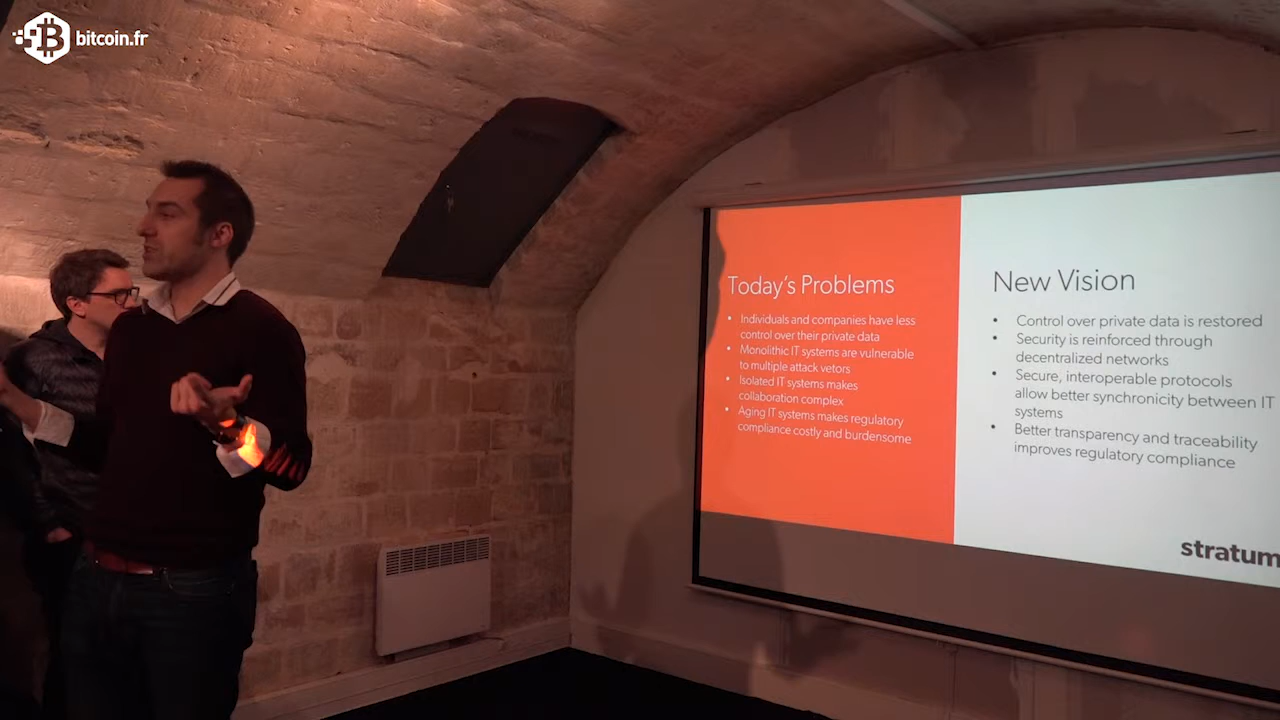 bitcoin.fr
Today's Problems
• Individuals and companies have less
control over their private data
• Monolithic IT systems are vulnerable
to multiple attack vetors
• Isolated IT systems makes
collaboration complex
• Aging IT systems makes regulatory
compliance costly and burdensome
New Vision
• Control over private data is restored
• Security is reinforced through
decentralized networks
• Secure, interoperable protocols
allow better synchronicity between IT
systems
• Better transparency and traceability
improves regulatory compliance
stratum